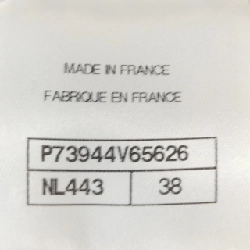 MADE IN FRANCE
FABRIQUE EN FRANCE
P73944V65626
NL443 38